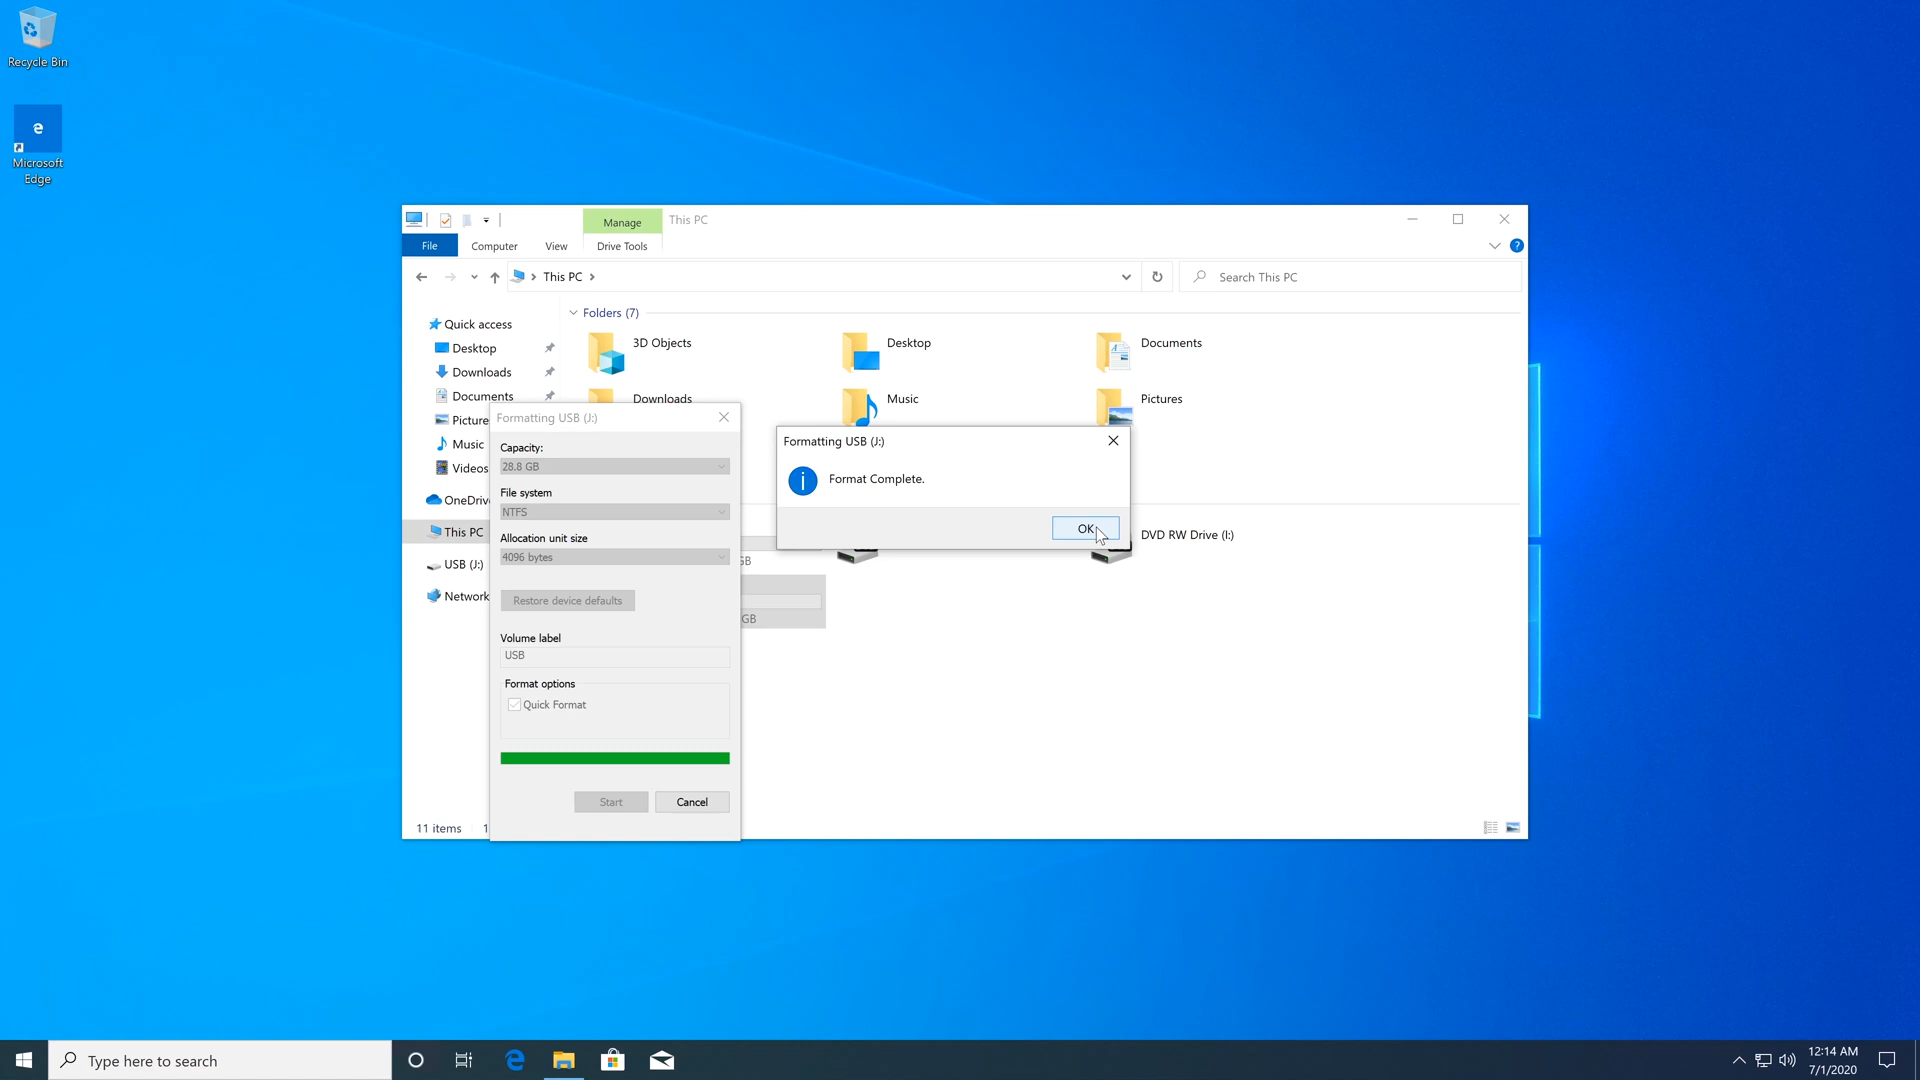 Recycle Bin
Microsoft
Edge
Manage
This PC
File
Computer
View
Drive Tools
This PC
Search This PC
Quick access
Desktop
Downloads
Documents
Picture
Music
Videos
OneDriv
This PC
USB (J:)
Network
Folders (7)
3D Objects
Desktop
Documents
Downloads
Music
Pictures
DVD RW Drive (I:)
GB
GB
11 items
1
Formatting USB (J:)
Capacity:
28.8 GB
File system
NTFS
Allocation unit size
4096 bytes
Restore device defaults
Volume label
USB
Format options
Quick Format
Start
Cancel
Formatting USB (J:)
Format Complete.
OK
Type here to search
12:14 AM
7/1/2020